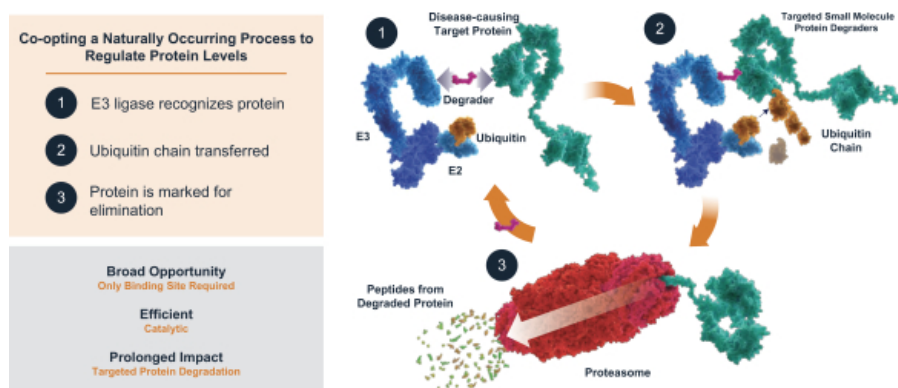 Co-opting a Naturally Occurring Process to
Regulate Protein Levels
1 E3 ligase recognizes protein
2 Ubiquitin chain transferred
3 Protein is marked for
elimination
Broad Opportunity
Only Binding Site Required
Efficient
Catalytic
Prolonged Impact
Targeted Protein Degradation
1
Disease-causing
Target Protein
Degrader
E3
Ubiquitin
E2
2
Targeted Small Molecule
Protein Degraders
Ubiquitin
Chain
3
Peptides from
Degraded Protein
Proteasome